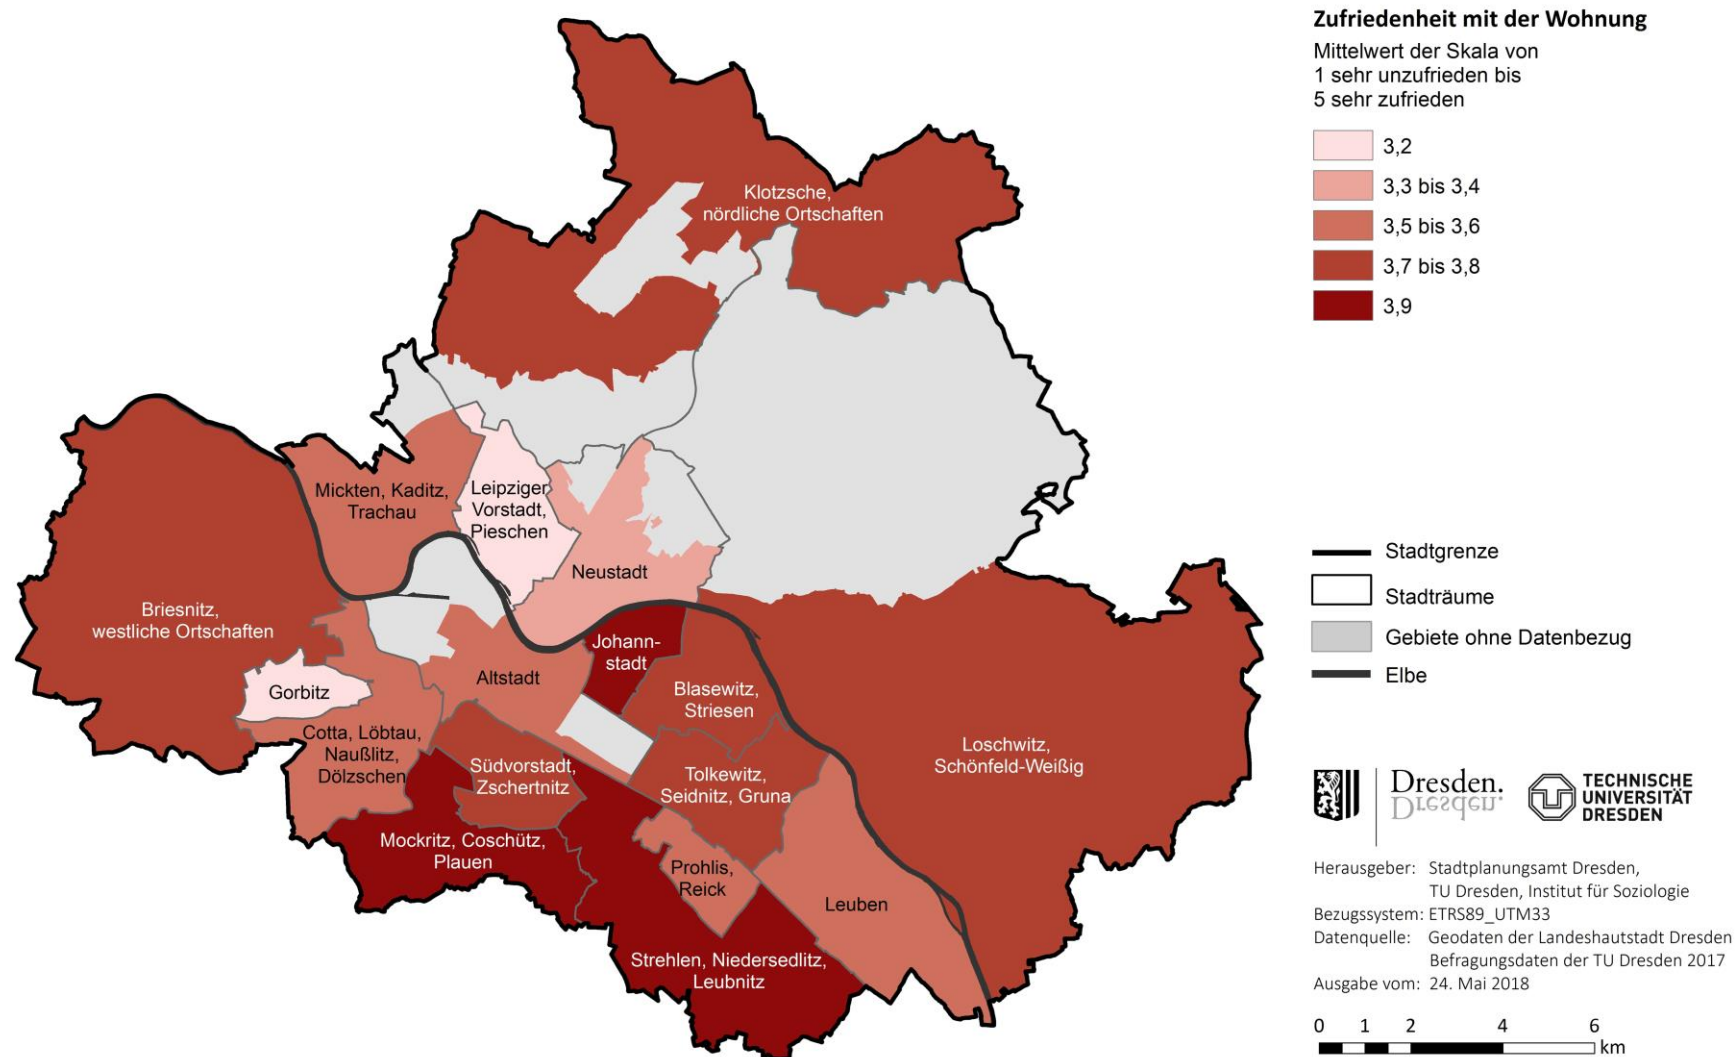 Zufriedenheit mit der Wohnung
Mittelwert der Skala von
1 sehr unzufrieden bis
5 sehr zufrieden
3,2
3,3 bis 3,4
3,5 bis 3,6
3,7 bis 3,8
3,9
Klotzsche,
nördliche Ortschaften
Mickten, Kaditz,
Trachau
Leipziger
Vorstadt,
Pieschen
Neustadt
Briesnitz,
westliche Ortschaften
Johann-
stadt
Gorbitz
Altstadt
Blasewitz,
Striesen
Cotta, Löbtau,
Naußlitz,
Dölzschen
Südvorstadt,
Zschertnitz
Tolkewitz,
Seidnitz, Gruna
Loschwitz,
Schönfeld-Weißig
Mockritz, Coschütz,
Plauen
Prohlis,
Reick
Leuben
Strehlen, Niedersedlitz,
Leubnitz
Stadtgrenze
Stadträume
Gebiete ohne Datenbezug
Elbe
Dresden.
Dresden.
TECHNISCHE
UNIVERSITÄT
DRESDEN
Herausgeber: Stadtplanungsamt Dresden,
TU Dresden, Institut für Soziologie
Bezugssystem: ETRS89_UTM33
Datenquelle: Geodaten der Landeshautstadt Dresden
Befragungsdaten der TU Dresden 2017
Ausgabe vom: 24. Mai 2018
0 1 2 4 6
km